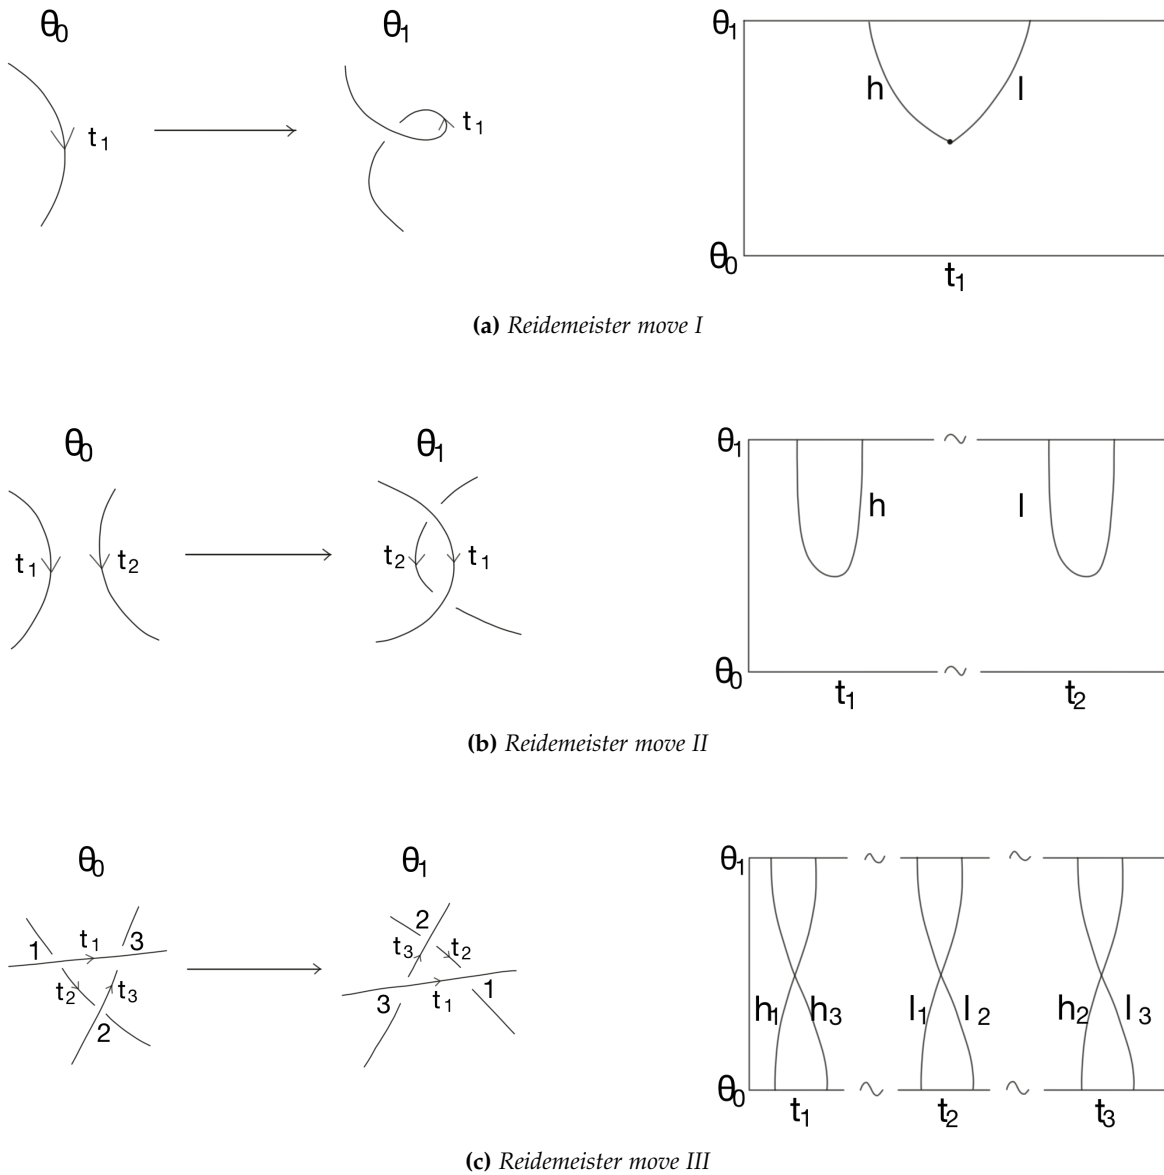 θ0 θ1
t1 t1
θ1
h l
θ0 t1
(a) Reidemeister move I
θ0 θ1
t1 t2 t2 t1
θ1 ~
h l
θ0 ~
t1 t2
(b) Reidemeister move II
θ0 θ1
1 t1 3
t2 t3
2
2
t3 t2
3 t1 1
θ1 ~ ~
h1 h3 l1 l2 h2 l3
θ0 ~ ~
t1 t2 t3
(c) Reidemeister move III